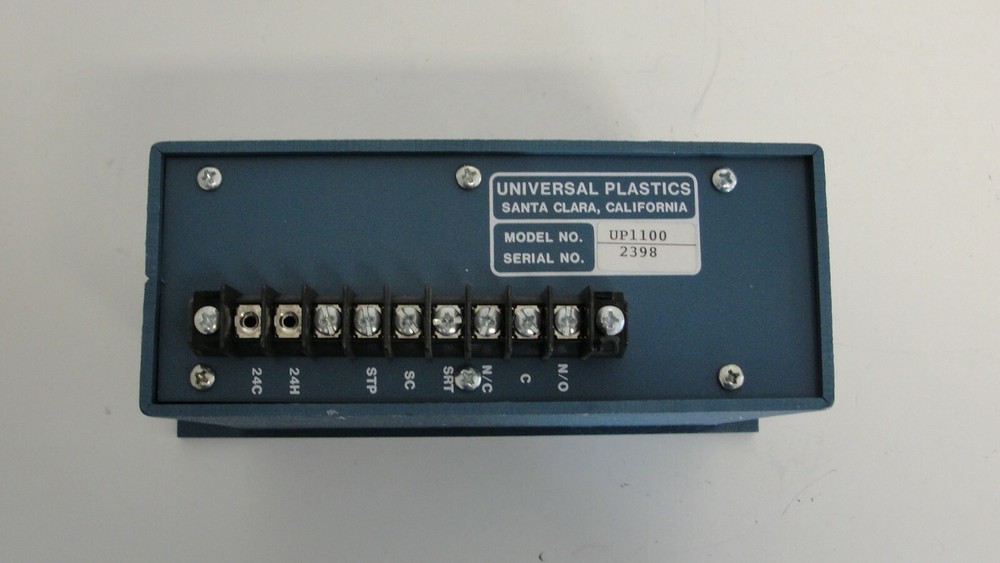 UNIVERSAL PLASTICS
SANTA CLARA, CALIFORNIA
MODEL NO. UP1100
SERIAL NO. 2398
24C 24H STP SC SRT N/C C N/O